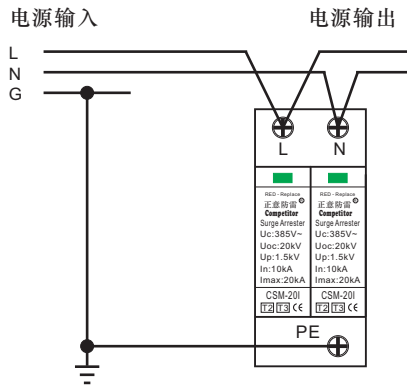 电源输入 电源输出
L
N
G
L N
RED - Replace RED - Replace
正意防雷 正意防雷
Competitor Competitor
Surge Arrester Surge Arrester
Uc:385V~ Uc:385V~
Uoc:20kV Uoc:20kV
Up:1.5kV Up:1.5kV
In:10kA In:10kA
Imax:20kA Imax:20kA
CSM-20I CSM-20I
T2 T3 CE T2 T3 CE
PE